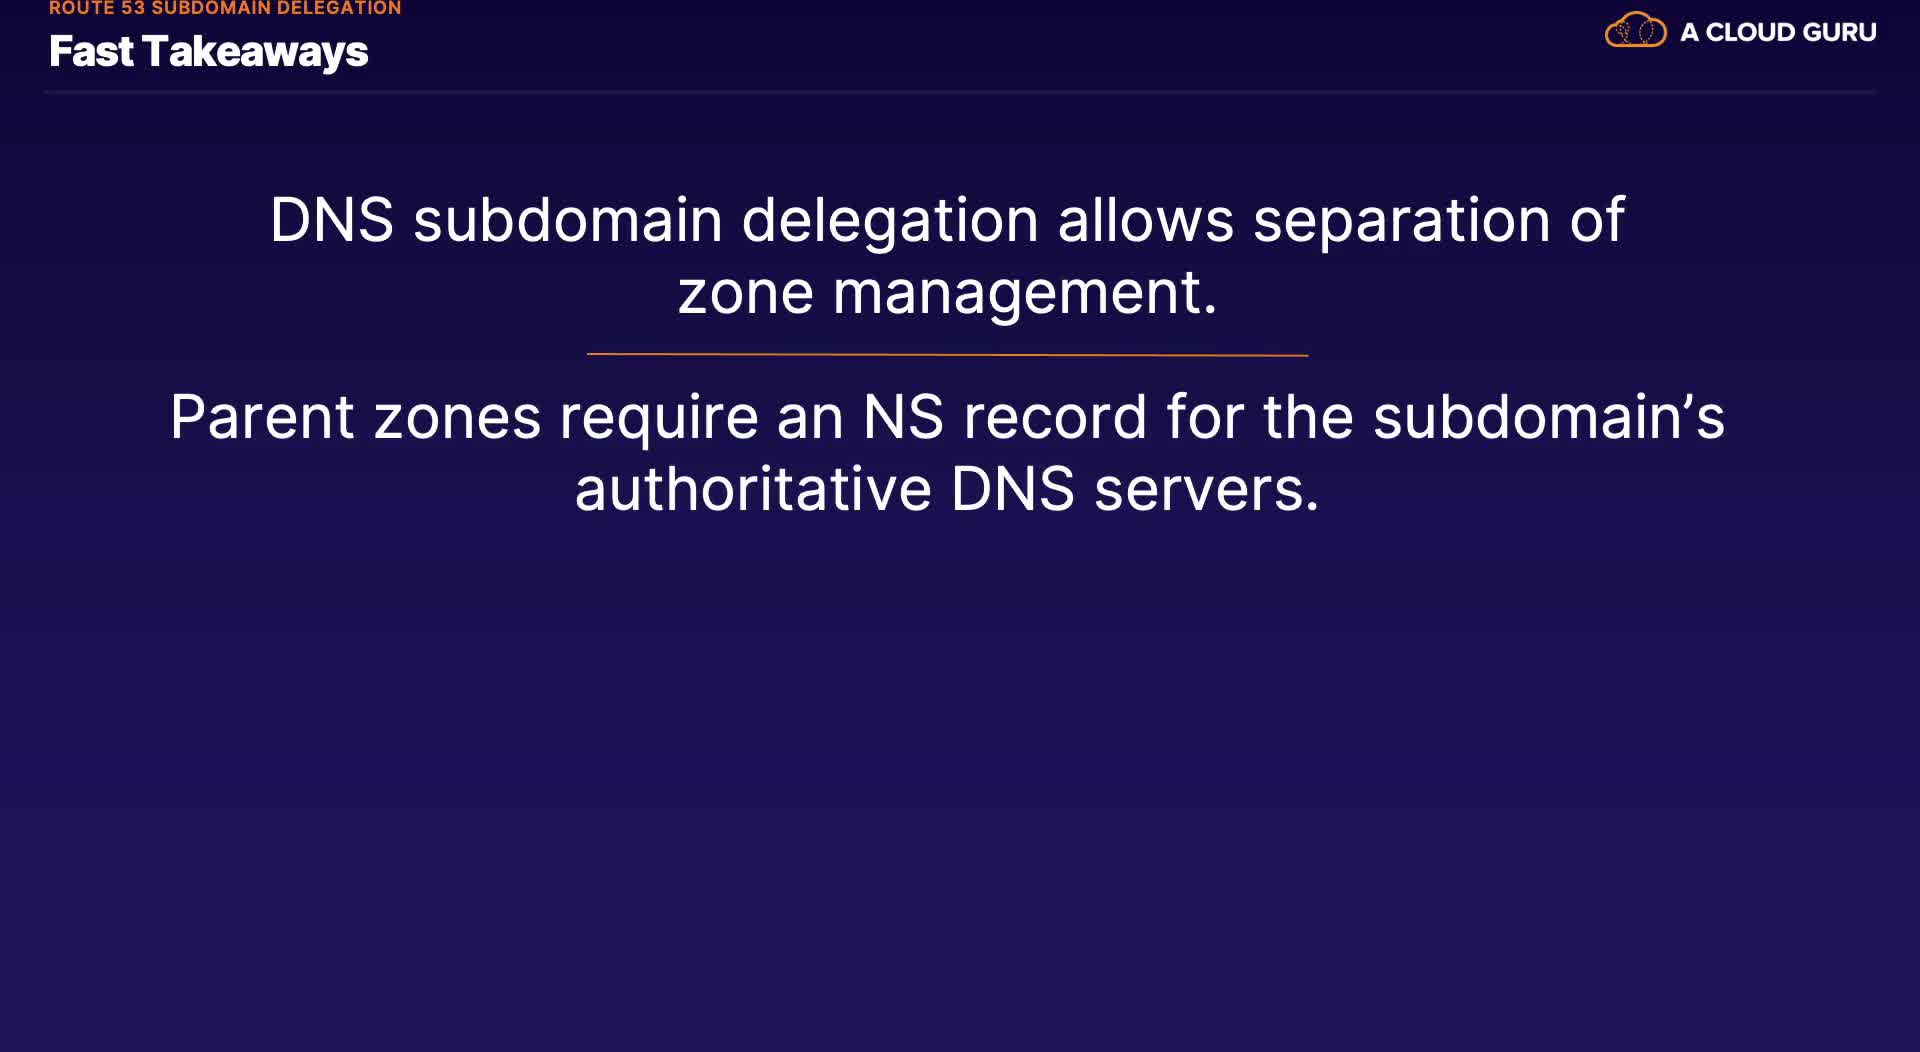 ROUTE 53 SUBDOMAIN DELEGATION
Fast Takeaways
A CLOUD GURU
DNS subdomain delegation allows separation of
zone management.
Parent zones require an NS record for the subdomain’s
authoritative DNS servers.